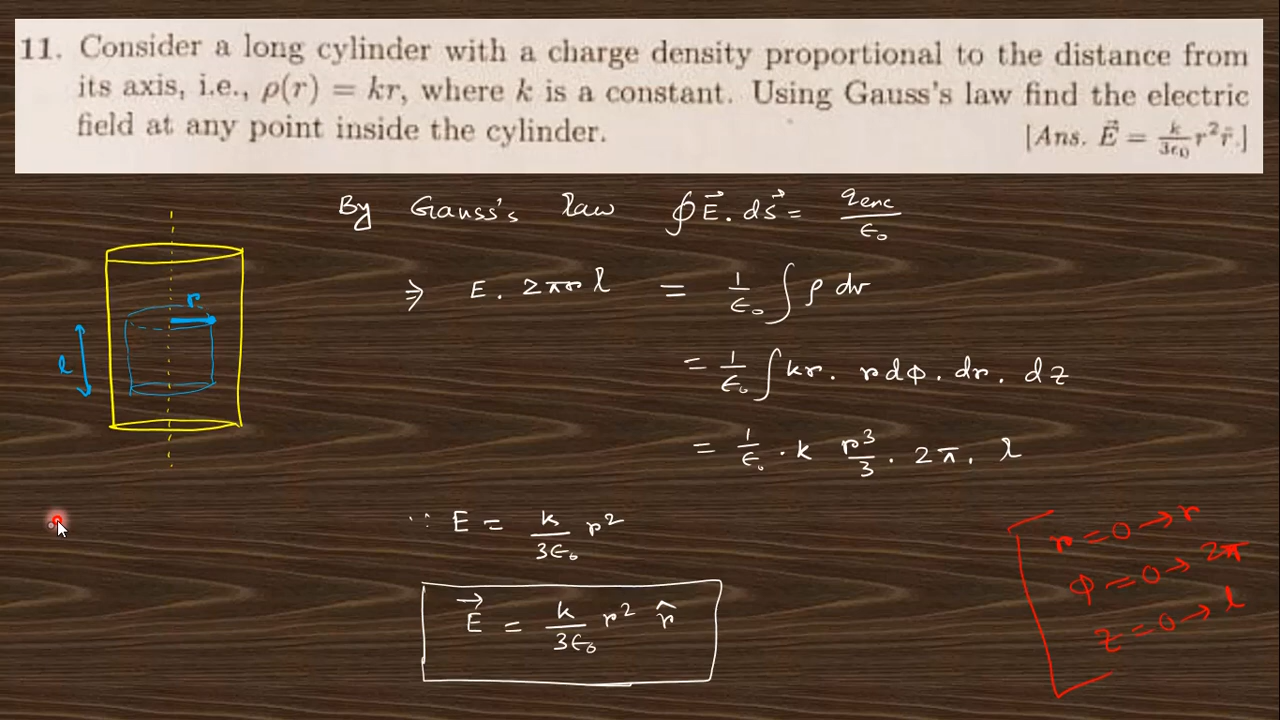 11. Consider a long cylinder with a charge density proportional to the distance from
its axis, i.e., ρ(r) = kr, where k is a constant. Using Gauss's law find the electric
field at any point inside the cylinder. [Ans. E⃗ = k/3ε₀ r² r̂.]
By Gauss's law ∮E⃗. ds⃗ = qenc/ε₀
⇒ E. 2πrl = 1/ε₀ ∫ρ dv
= 1/ε₀ ∫kr. rdφ. dr. dz
= 1/ε₀ . k r³/3 . 2π. l
r
l
∵ E = k/3ε₀ r²
E⃗ = k/3ε₀ r² r̂
r = 0 → r
φ = 0 → 2π
z = 0 → l